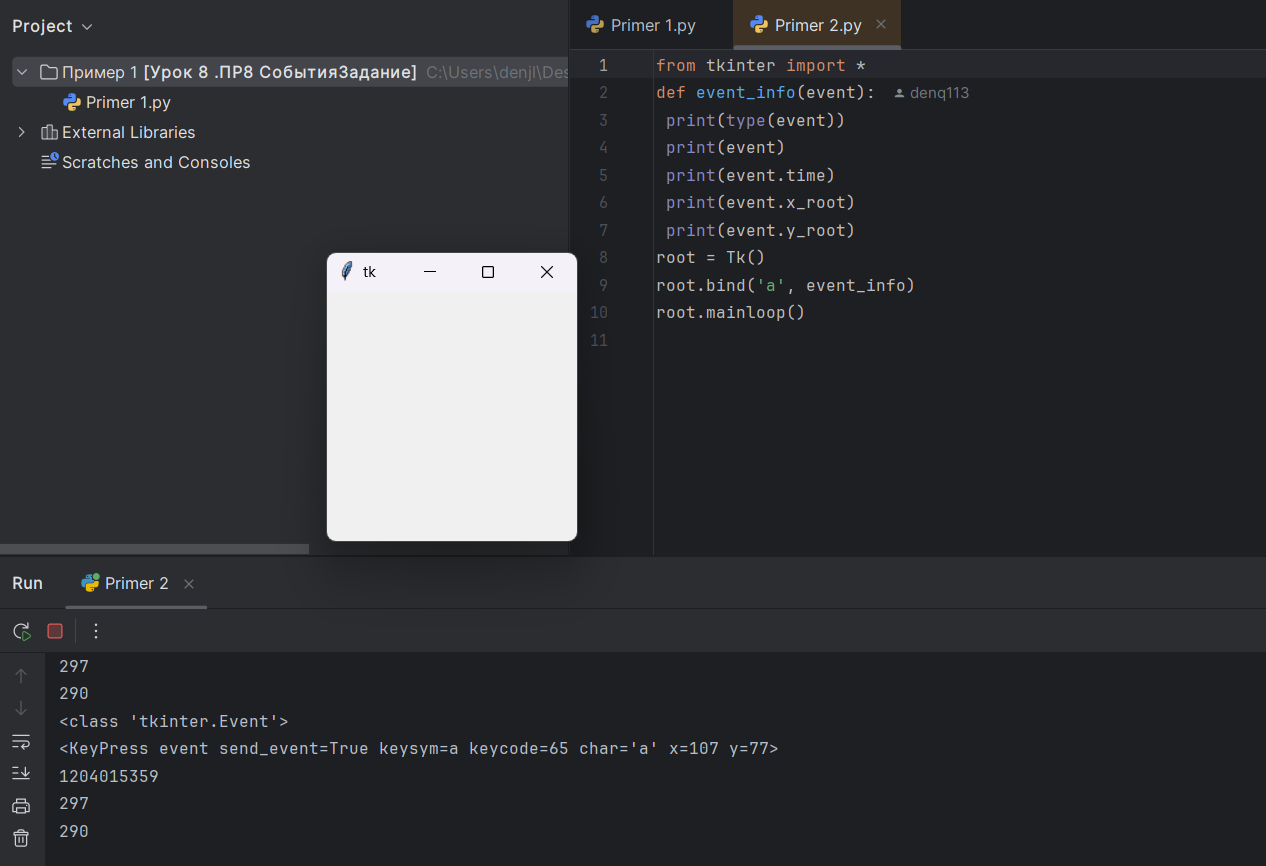 Project
Пример 1 [Урок 8 .ПР8 СобытияЗадание] C:\Users\denjl\Des
Primer 1.py
External Libraries
Scratches and Consoles
Primer 1.py
Primer 2.py
1 from tkinter import *
2 def event_info(event): denq113
3 print(type(event))
4 print(event)
5 print(event.time)
6 print(event.x_root)
7 print(event.y_root)
8 root = Tk()
9 root.bind('a', event_info)
10 root.mainloop()
11
tk
Run
Primer 2
297
290
<class 'tkinter.Event'>
<KeyPress event send_event=True keysym=a keycode=65 char='a' x=107 y=77>
1204015359
297
290